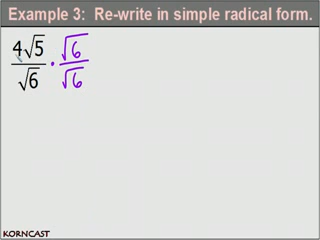 Example 3: Re-write in simple radical form.
4√5/√6 · √6/√6
KORNCAST